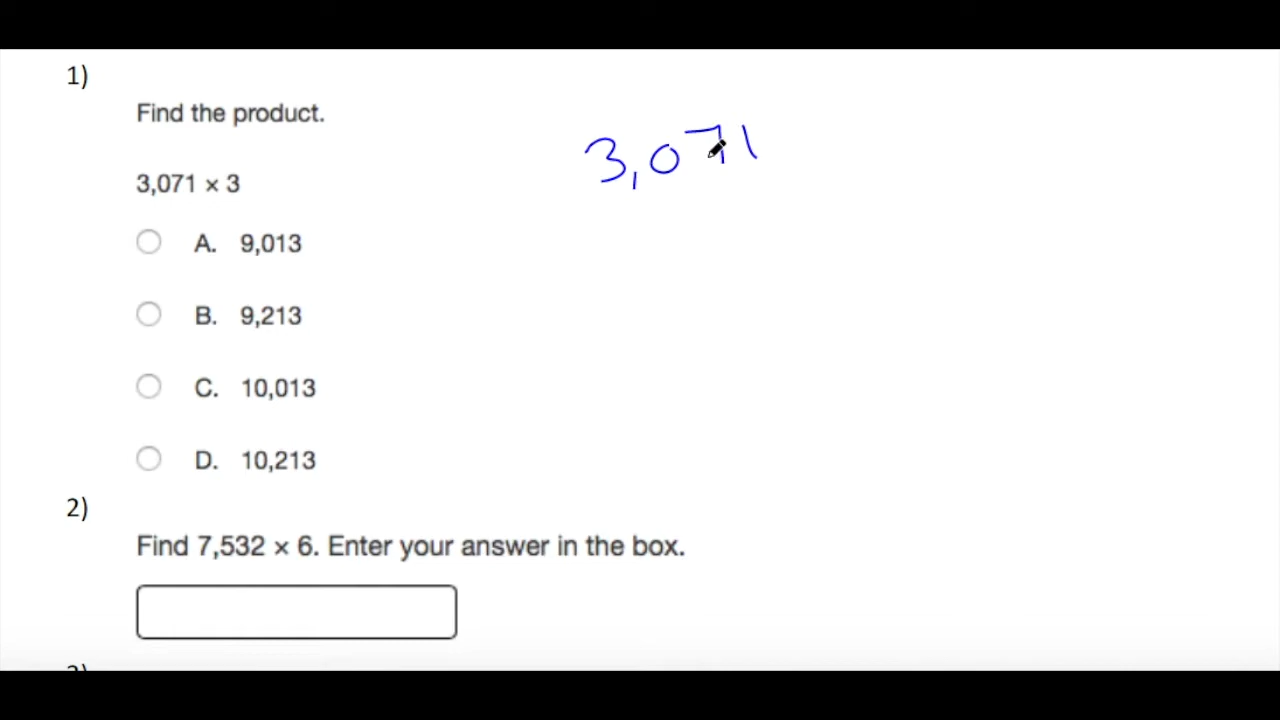 1)
Find the product.
3,071
3,071 × 3
A. 9,013
B. 9,213
C. 10,013
D. 10,213
2)
Find 7,532 × 6. Enter your answer in the box.